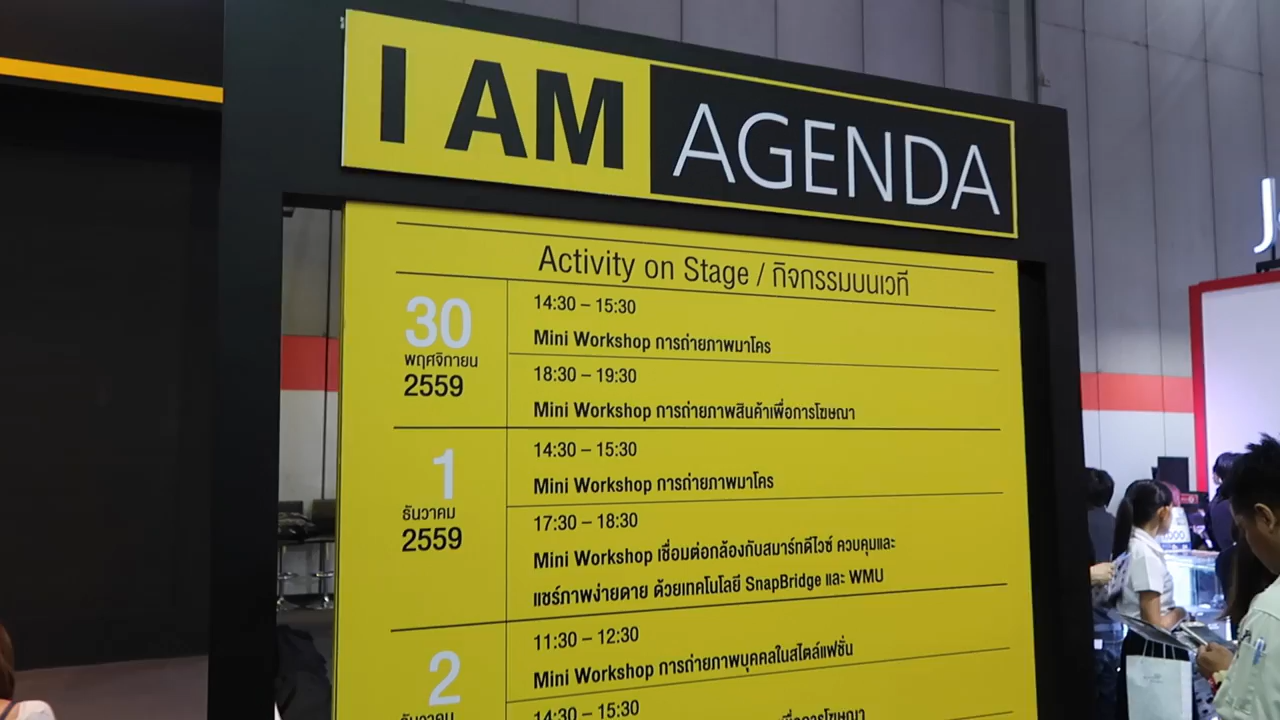 I AM AGENDA
Activity on Stage / กิจกรรมบนเวที
30
พฤศจิกายน
2559
14:30 – 15:30
Mini Workshop การถ่ายภาพมาโคร
18:30 – 19:30
Mini Workshop การถ่ายภาพสินค้าเพื่อการโฆษณา
1
ธันวาคม
2559
14:30 – 15:30
Mini Workshop การถ่ายภาพมาโคร
17:30 – 18:30
Mini Workshop เชื่อมต่อกล้องกับสมาร์ทดีไวซ์ ควบคุมและ
แชร์ภาพง่ายดาย ด้วยเทคโนโลยี SnapBridge และ WMU
2
ธันวาคม
11:30 – 12:30
Mini Workshop การถ่ายภาพบุคคลในสไตล์แฟชั่น
14:30 – 15:30
J